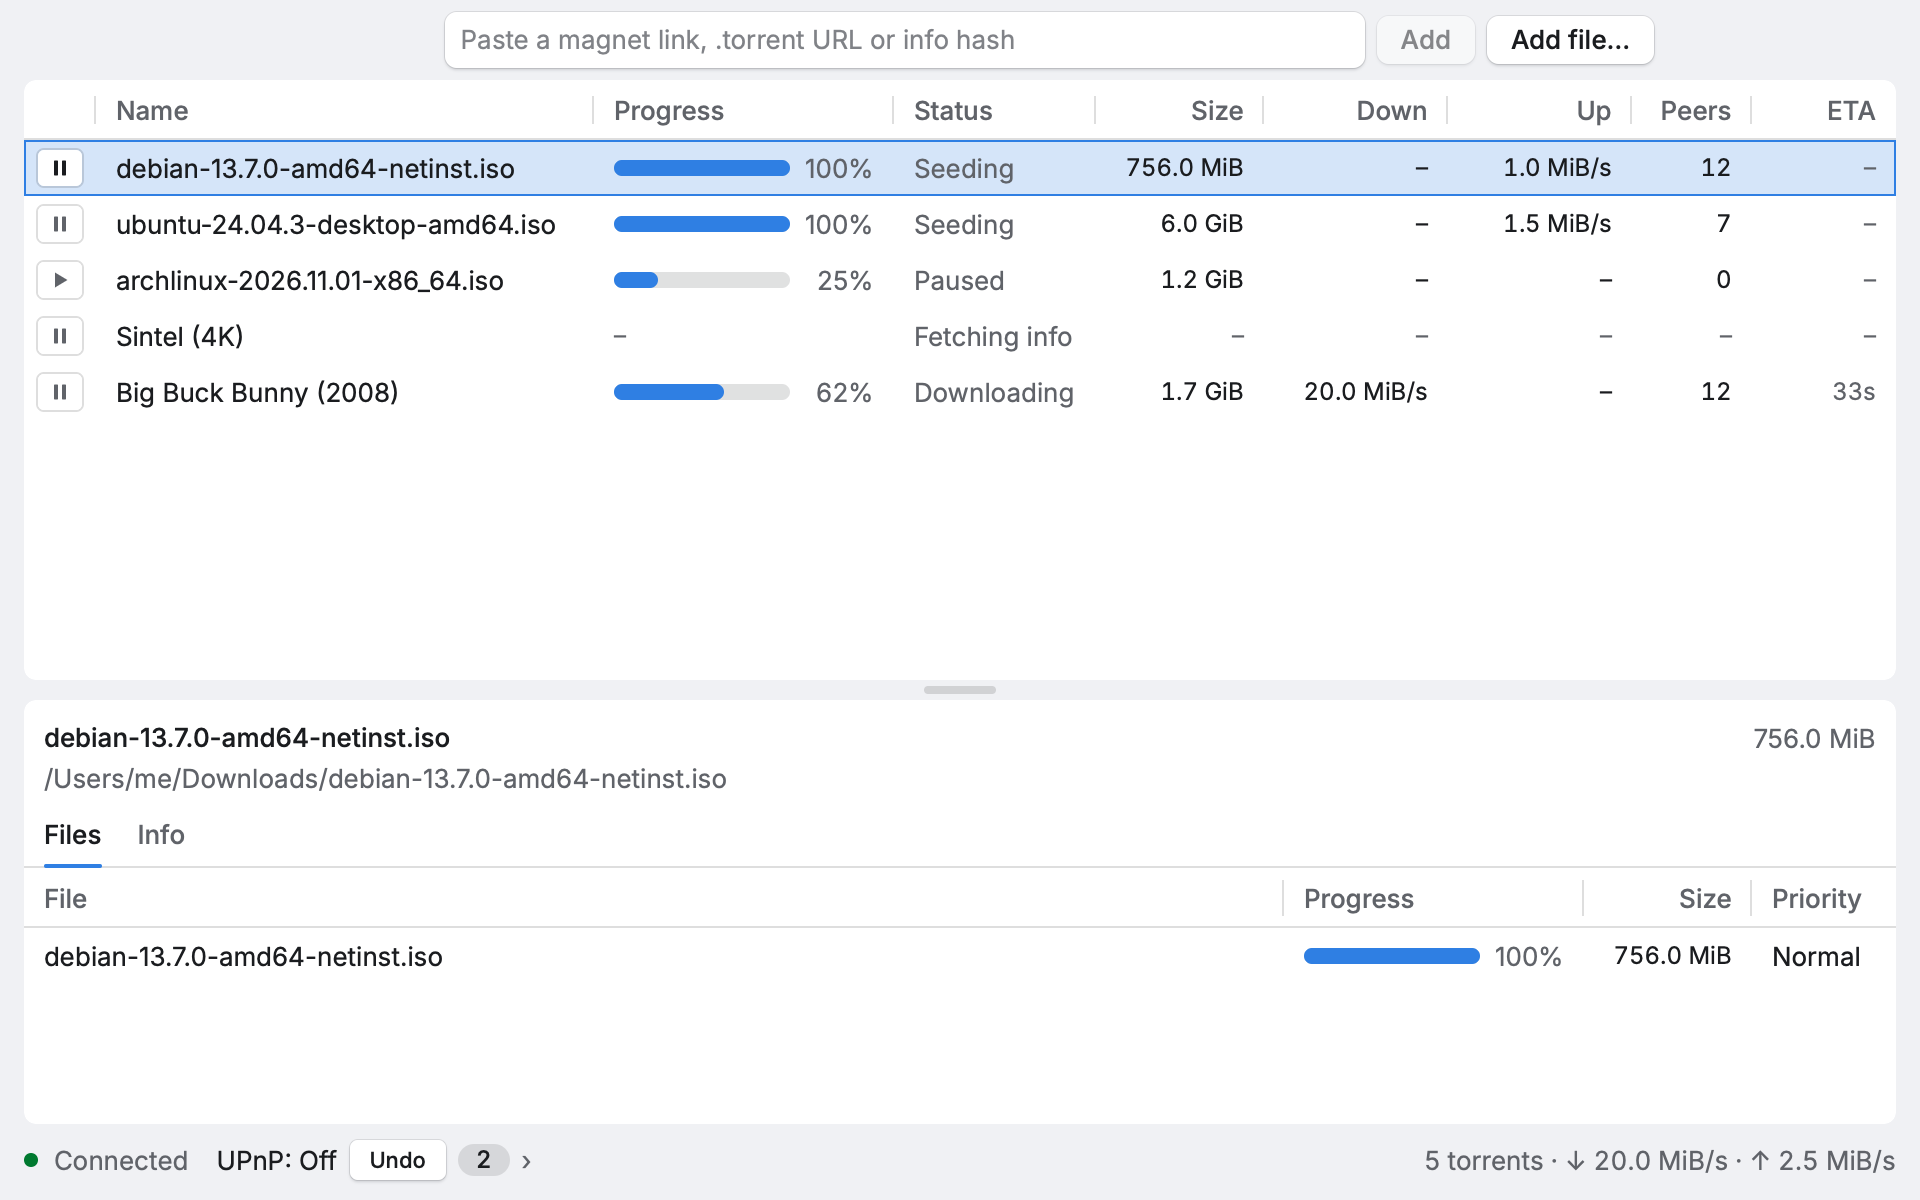 Paste a magnet link, .torrent URL or info hash Add Add file...
Name Progress Status Size Down Up Peers ETA
debian-13.7.0-amd64-netinst.iso 100% Seeding 756.0 MiB – 1.0 MiB/s 12 –
ubuntu-24.04.3-desktop-amd64.iso 100% Seeding 6.0 GiB – 1.5 MiB/s 7 –
archlinux-2026.11.01-x86_64.iso 25% Paused 1.2 GiB – – 0 –
Sintel (4K) – Fetching info – – – – –
Big Buck Bunny (2008) 62% Downloading 1.7 GiB 20.0 MiB/s – 12 33s
debian-13.7.0-amd64-netinst.iso 756.0 MiB
/Users/me/Downloads/debian-13.7.0-amd64-netinst.iso
Files Info
File Progress Size Priority
debian-13.7.0-amd64-netinst.iso 100% 756.0 MiB Normal
Connected UPnP: Off Undo 2 › 5 torrents · ↓ 20.0 MiB/s · ↑ 2.5 MiB/s